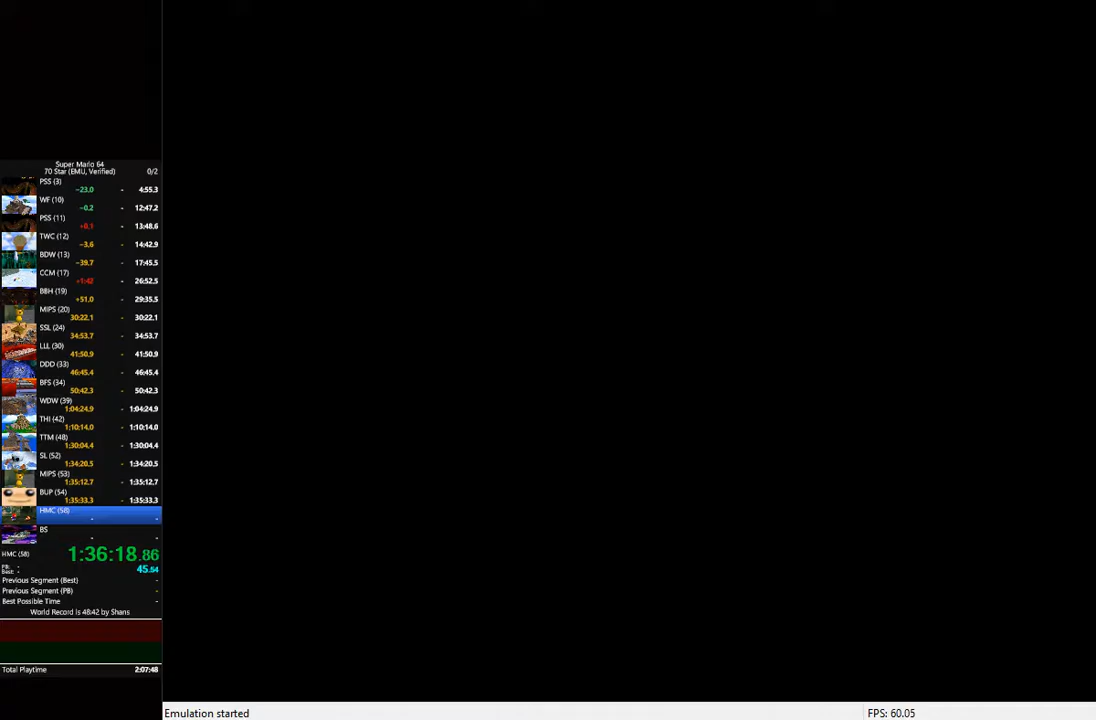 Super Mario 64
70 Star (EMU, Verified) 0/2
PSS (3)
−23.0 - 4:55.3
WF (10)
−0.2 - 12:47.2
PSS (11)
+8.1 - 13:48.6
TWC (12)
−3.6 - 14:42.9
BDW (13)
−39.7 - 17:45.5
CCM (17)
+1:42 - 26:52.5
BBH (19)
+51.0 - 29:35.5
MIPS (20)
30:22.1 - 30:22.1
SSL (24)
34:53.7 - 34:53.7
LLL (30)
41:50.9 - 41:50.9
DDD (33)
46:45.4 - 46:45.4
BFS (34)
50:42.3 - 50:42.3
WDW (39)
1:04:24.9 - 1:04:24.9
THI (42)
1:10:14.0 - 1:10:14.0
TTM (48)
1:30:04.4 - 1:30:04.4
SL (52)
1:34:20.5 - 1:34:20.5
MIPS (53)
1:35:12.7 - 1:35:12.7
BUP (54)
1:35:33.3 - 1:35:33.3
HMC (58)
- -
BS
- -
HMC (58) 1:36:18.86
PB: -
Best: - 45.54
Previous Segment (Best) -
Previous Segment (PB) -
Best Possible Time -
World Record is 48:42 by Shans
Total Playtime 2:07:48
Emulation started FPS: 60.05